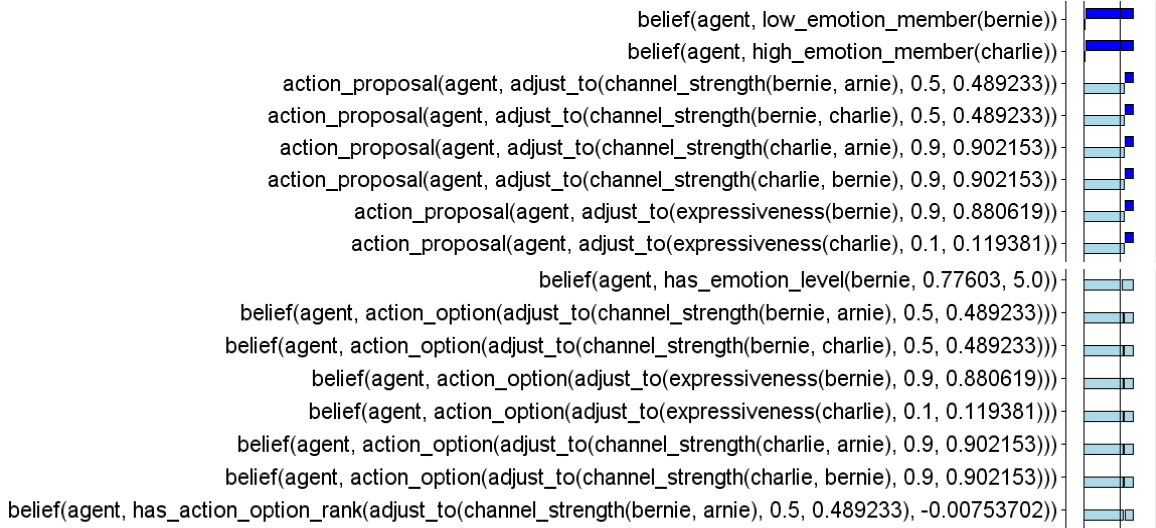 belief(agent, low_emotion_member(bernie))
belief(agent, high_emotion_member(charlie))
action_proposal(agent, adjust_to(channel_strength(bernie, arnie), 0.5, 0.489233))
action_proposal(agent, adjust_to(channel_strength(bernie, charlie), 0.5, 0.489233))
action_proposal(agent, adjust_to(channel_strength(charlie, arnie), 0.9, 0.902153))
action_proposal(agent, adjust_to(channel_strength(charlie, bernie), 0.9, 0.902153))
action_proposal(agent, adjust_to(expressiveness(bernie), 0.9, 0.880619))
action_proposal(agent, adjust_to(expressiveness(charlie), 0.1, 0.119381))
belief(agent, has_emotion_level(bernie, 0.77603, 5.0))
belief(agent, action_option(adjust_to(channel_strength(bernie, arnie), 0.5, 0.489233)))
belief(agent, action_option(adjust_to(channel_strength(bernie, charlie), 0.5, 0.489233)))
belief(agent, action_option(adjust_to(expressiveness(bernie), 0.9, 0.880619)))
belief(agent, action_option(adjust_to(expressiveness(charlie), 0.1, 0.119381)))
belief(agent, action_option(adjust_to(channel_strength(charlie, arnie), 0.9, 0.902153)))
belief(agent, action_option(adjust_to(channel_strength(charlie, bernie), 0.9, 0.902153)))
belief(agent, has_action_option_rank(adjust_to(channel_strength(bernie, arnie), 0.5, 0.489233), -0.00753702))